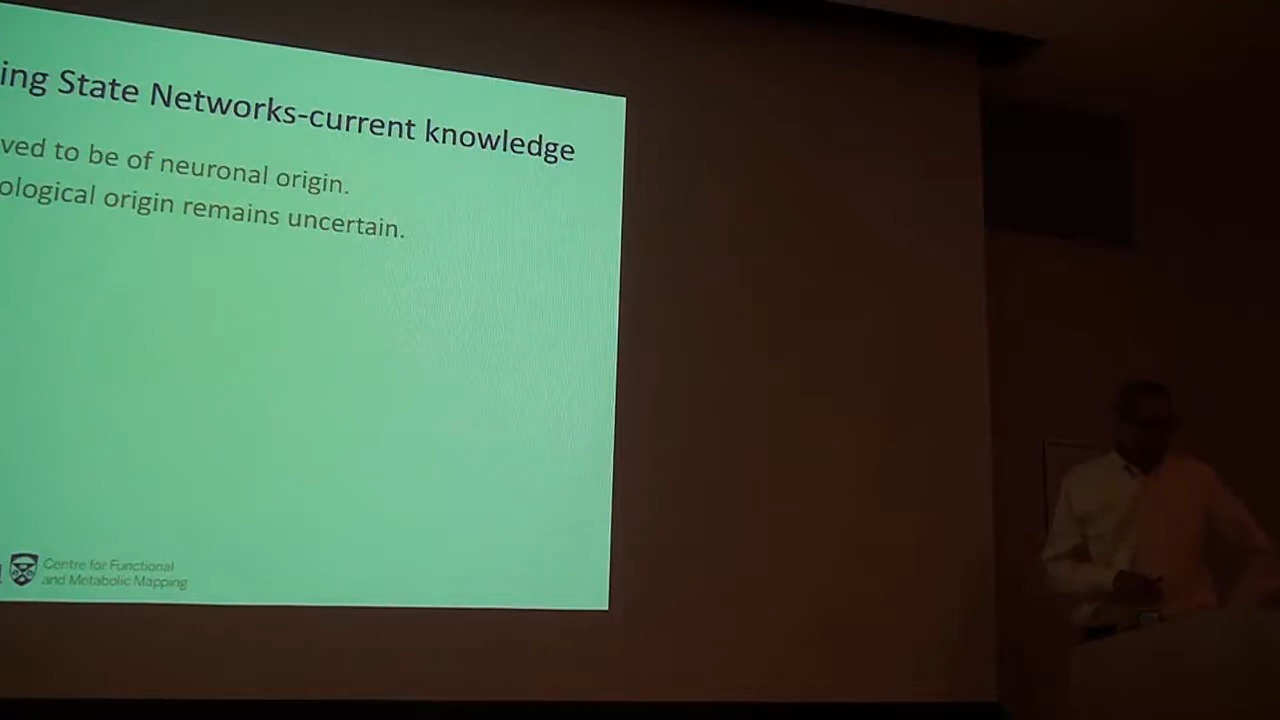 ing State Networks-current knowledge
ved to be of neuronal origin.
ological origin remains uncertain.
Centre for Functional
and Metabolic Mapping